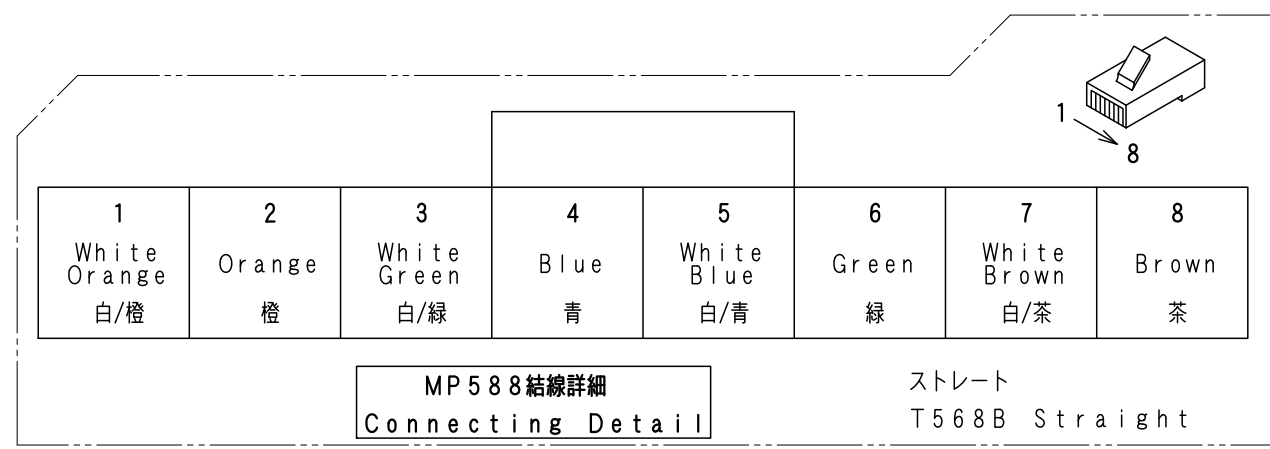 1
8
1
White
Orange
白/橙
2
Orange
橙
3
White
Green
白/緑
4
Blue
青
5
White
Blue
白/青
6
Green
緑
7
White
Brown
白/茶
8
Brown
茶
MP588結線詳細
Connecting Detail
ストレート
T568B Straight